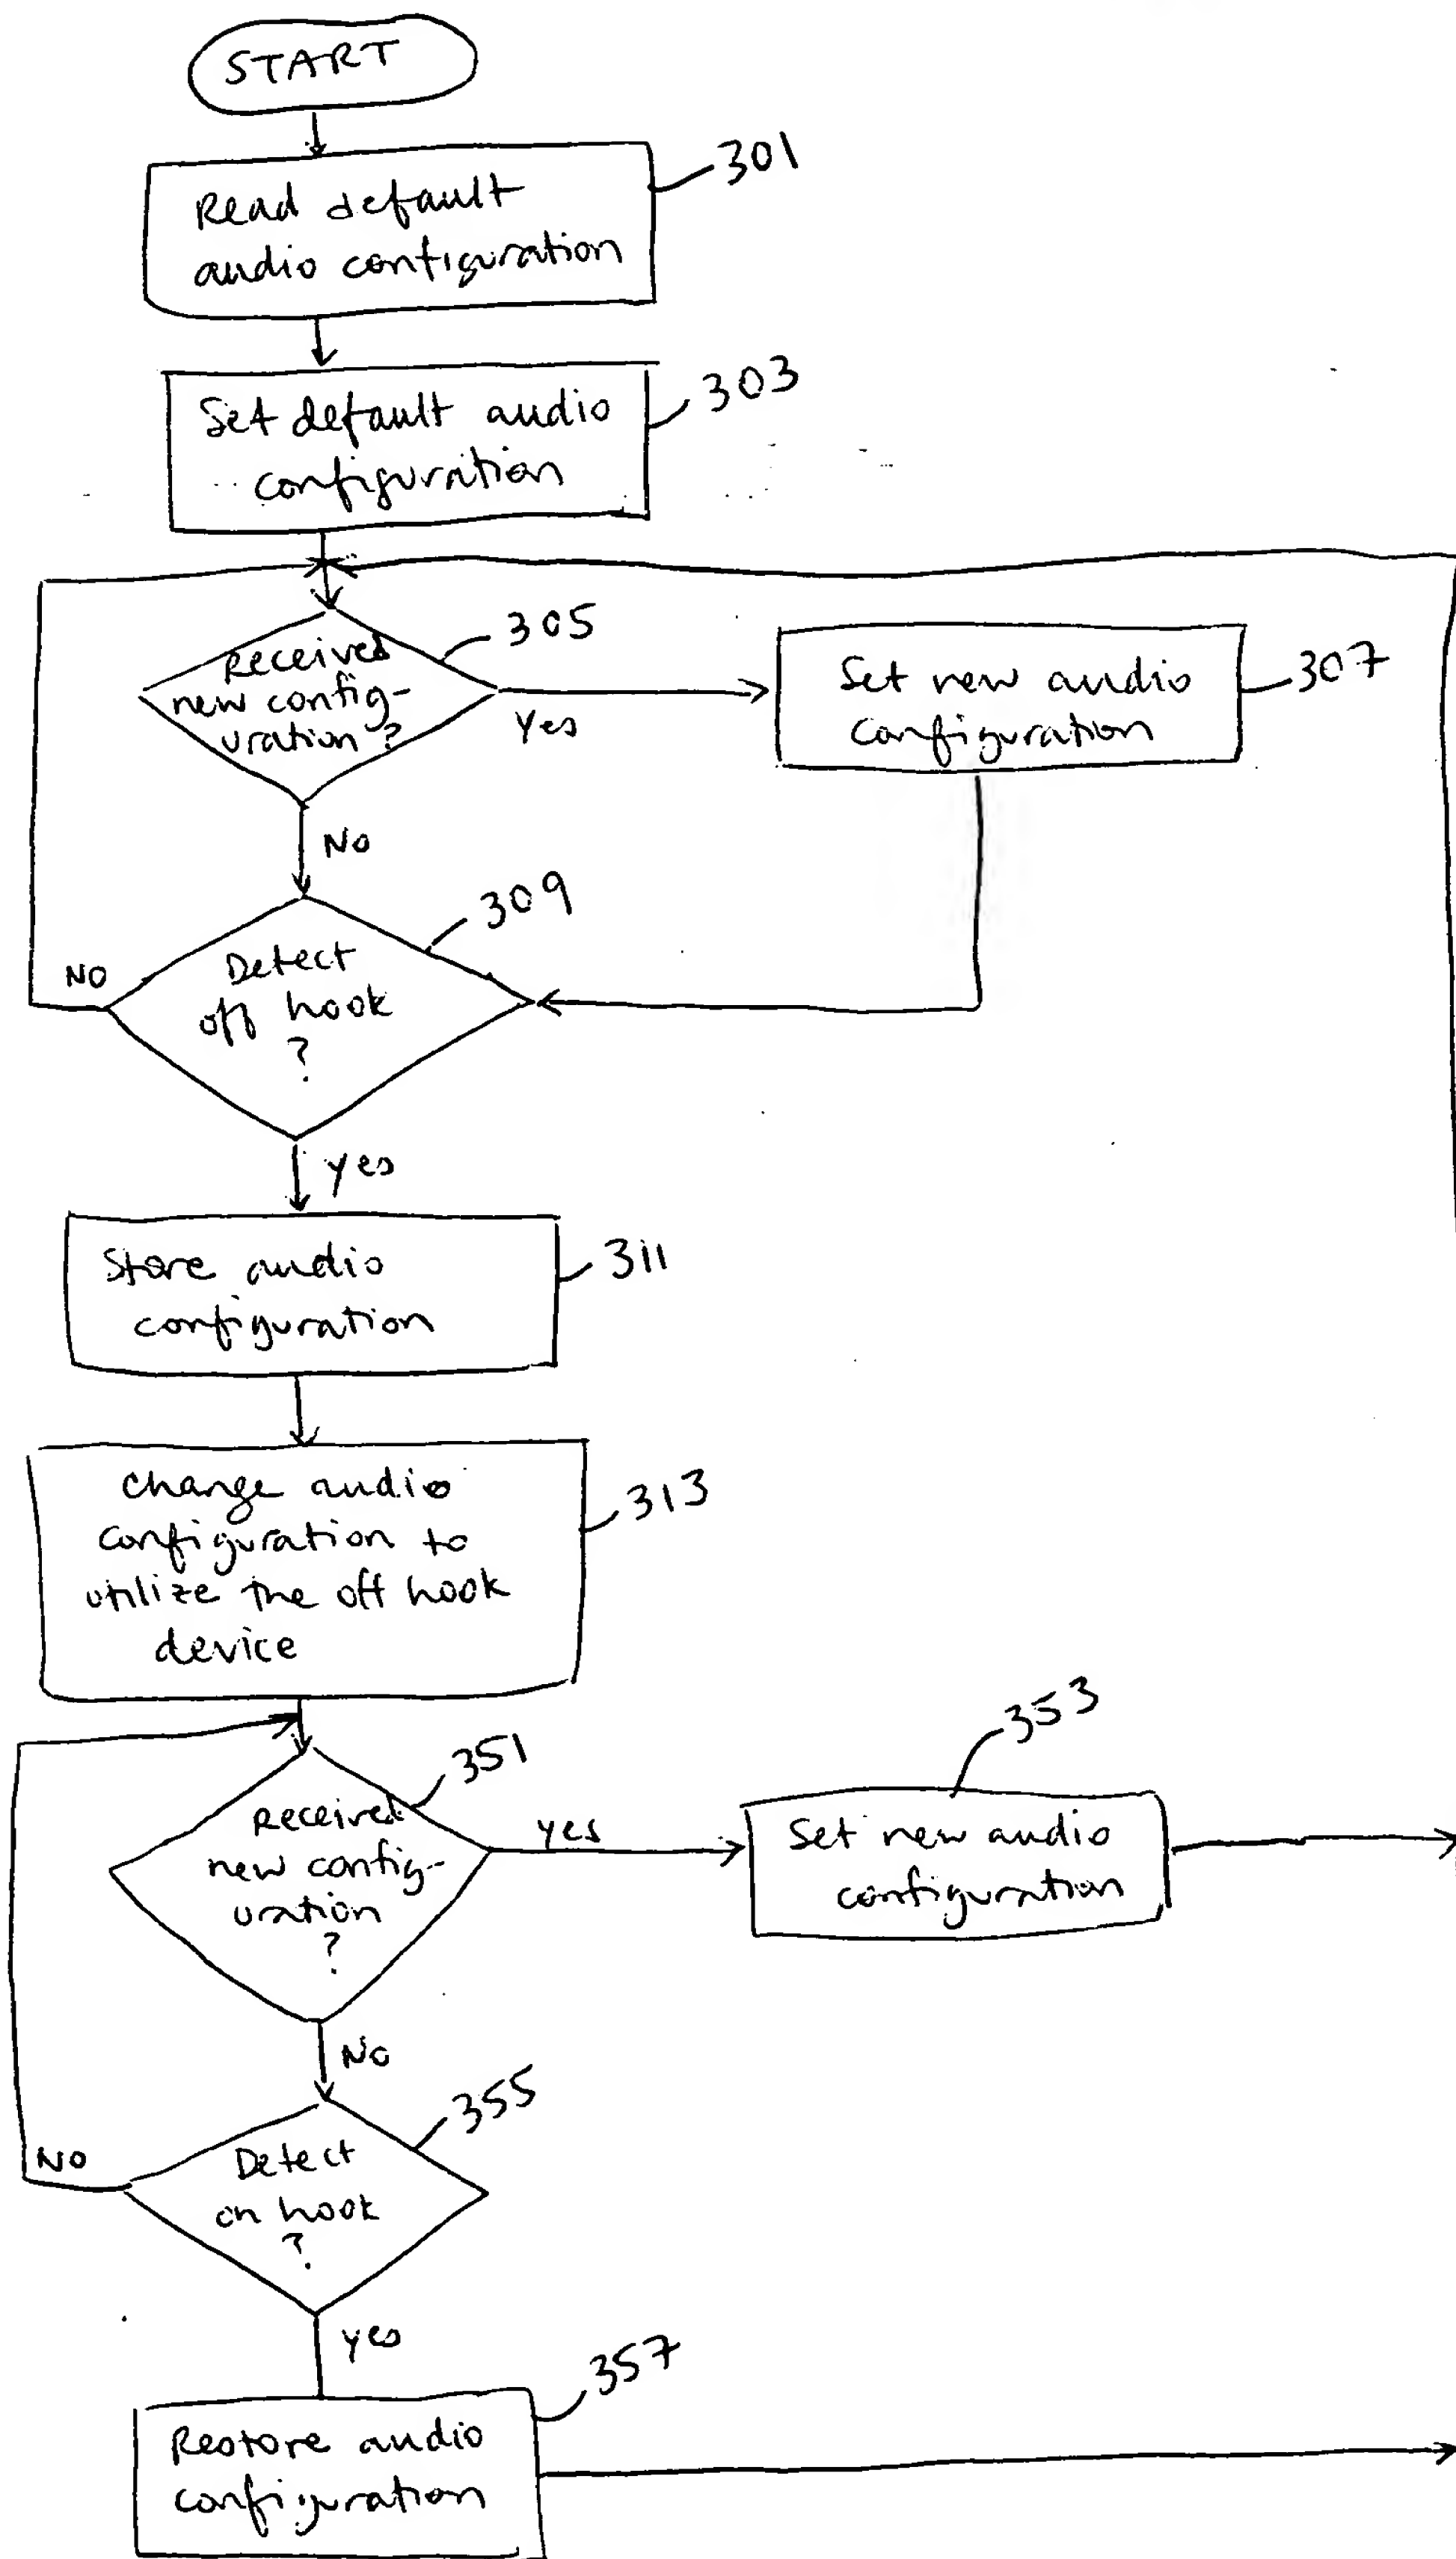 START
301
Read default
audio configuration
303
Set default audio
configuration
305
Received
new config-
uration ?
Yes
Set new audio
configuration
307
NO
309
Detect
off hook
?
NO
yes
Store audio
configuration
311
change audio
configuration to
utilize the off hook
device
313
351
Received
new config-
uration
?
yes
353
Set new audio
configuration
NO
355
Detect
on hook
?
NO
yes
357
Restore audio
configuration